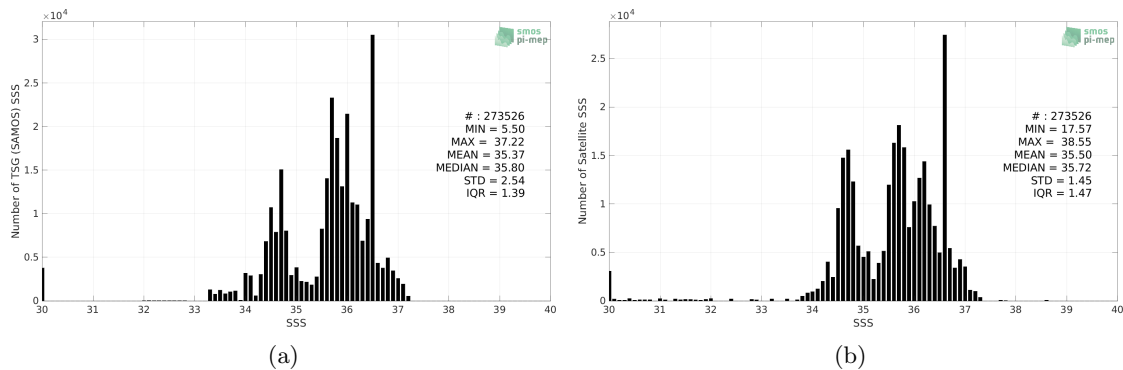 ×10⁴
3
2.5
2
1.5
1
0.5
0
Number of TSG (SAMOS) SSS
30 31 32 33 34 35 36 37 38 39 40
SSS
smos
pi-mep
# : 273526
MIN = 5.50
MAX = 37.22
MEAN = 35.37
MEDIAN = 35.80
STD = 2.54
IQR = 1.39
(a)
×10⁴
2.5
2
1.5
1
0.5
0
Number of Satellite SSS
30 31 32 33 34 35 36 37 38 39 40
SSS
smos
pi-mep
# : 273526
MIN = 17.57
MAX = 38.55
MEAN = 35.50
MEDIAN = 35.72
STD = 1.45
IQR = 1.47
(b)